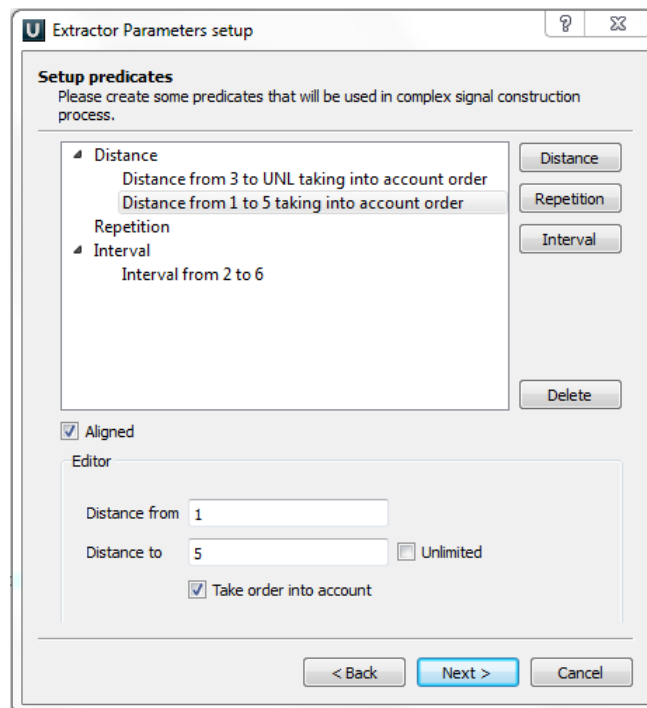 U Extractor Parameters setup ?
Setup predicates
Please create some predicates that will be used in complex signal construction
process.
Distance
Distance from 3 to UNL taking into account order
Distance from 1 to 5 taking into account order
Repetition
Interval
Interval from 2 to 6
Distance
Repetition
Interval
Delete
Aligned
Editor
Distance from 1
Distance to 5 Unlimited
Take order into account
< Back Next > Cancel